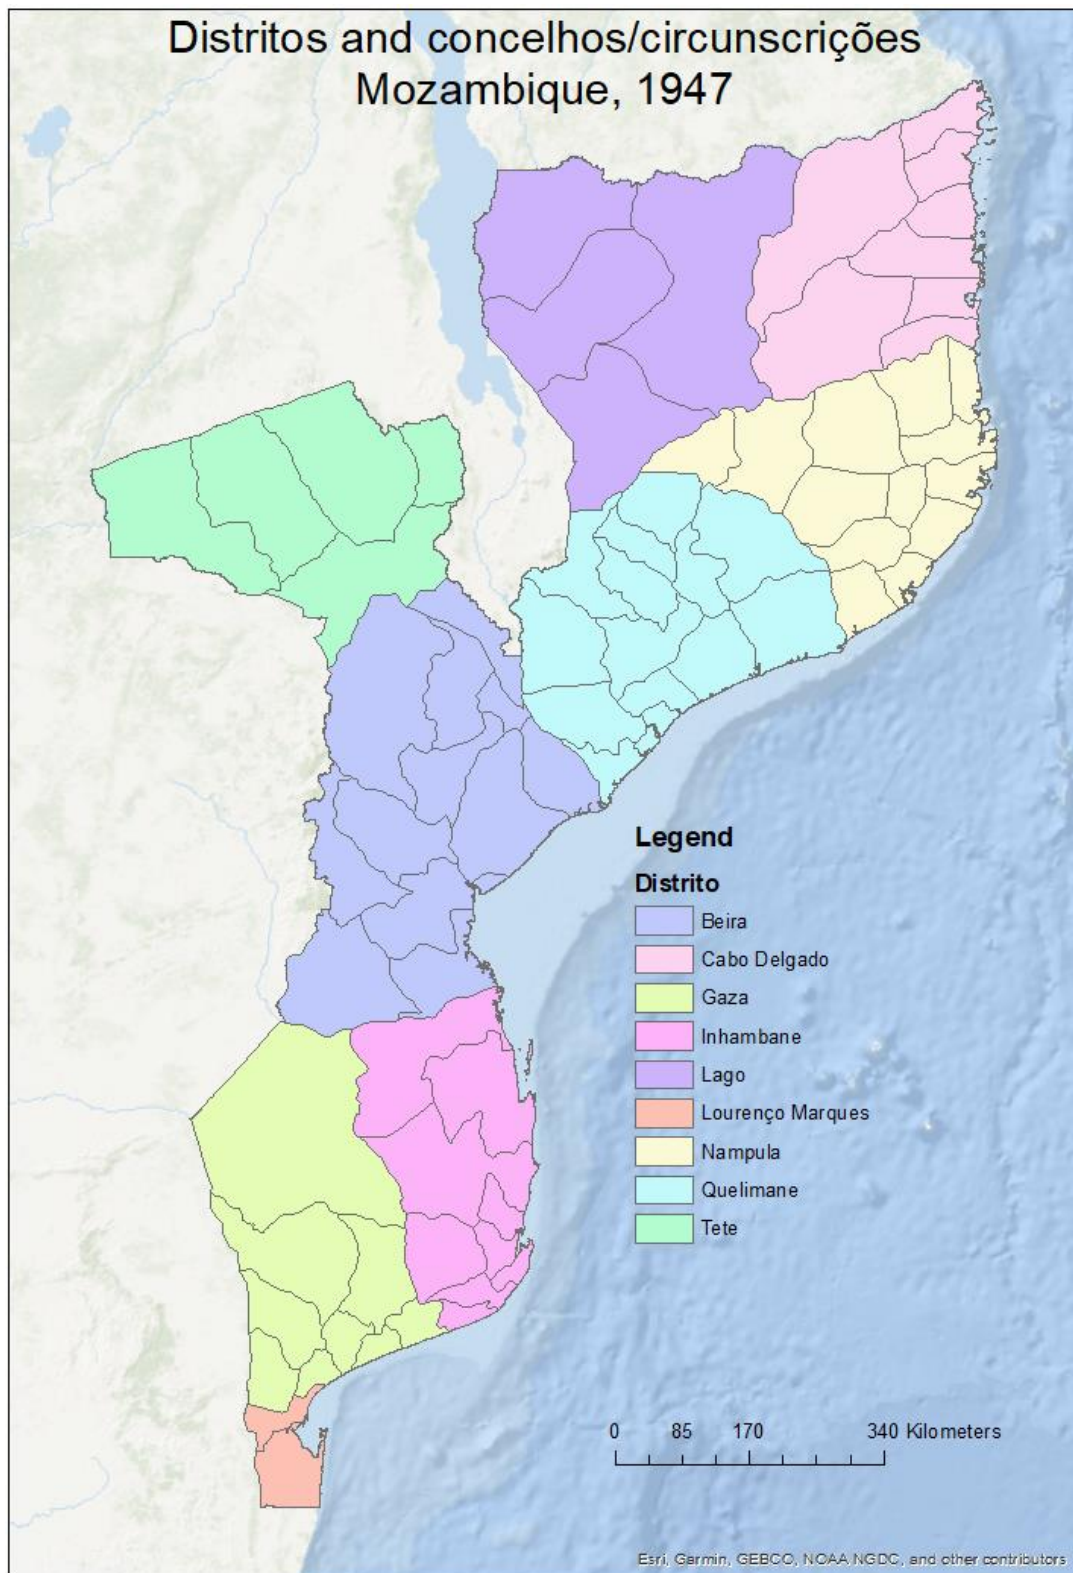 Distritos and concelhos/circunscrições
Mozambique, 1947
Legend
Distrito
Beira
Cabo Delgado
Gaza
Inhambane
Lago
Lourenço Marques
Nampula
Quelimane
Tete
0 85 170 340 Kilometers
Esri, Garmin, GEBCO, NOAA NGDC, and other contributors